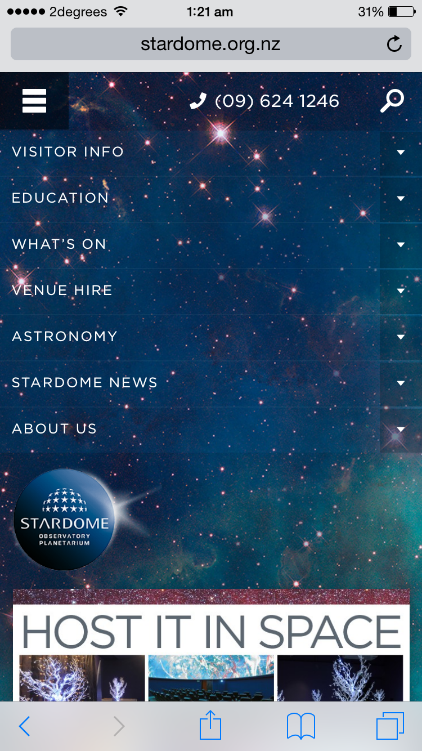 2degrees
1:21 am
31%
stardome.org.nz
(09) 624 1246
VISITOR INFO
EDUCATION
WHAT'S ON
VENUE HIRE
ASTRONOMY
STARDOME NEWS
ABOUT US
STARDOME
OBSERVATORY
PLANETARIUM
HOST IT IN SPACE